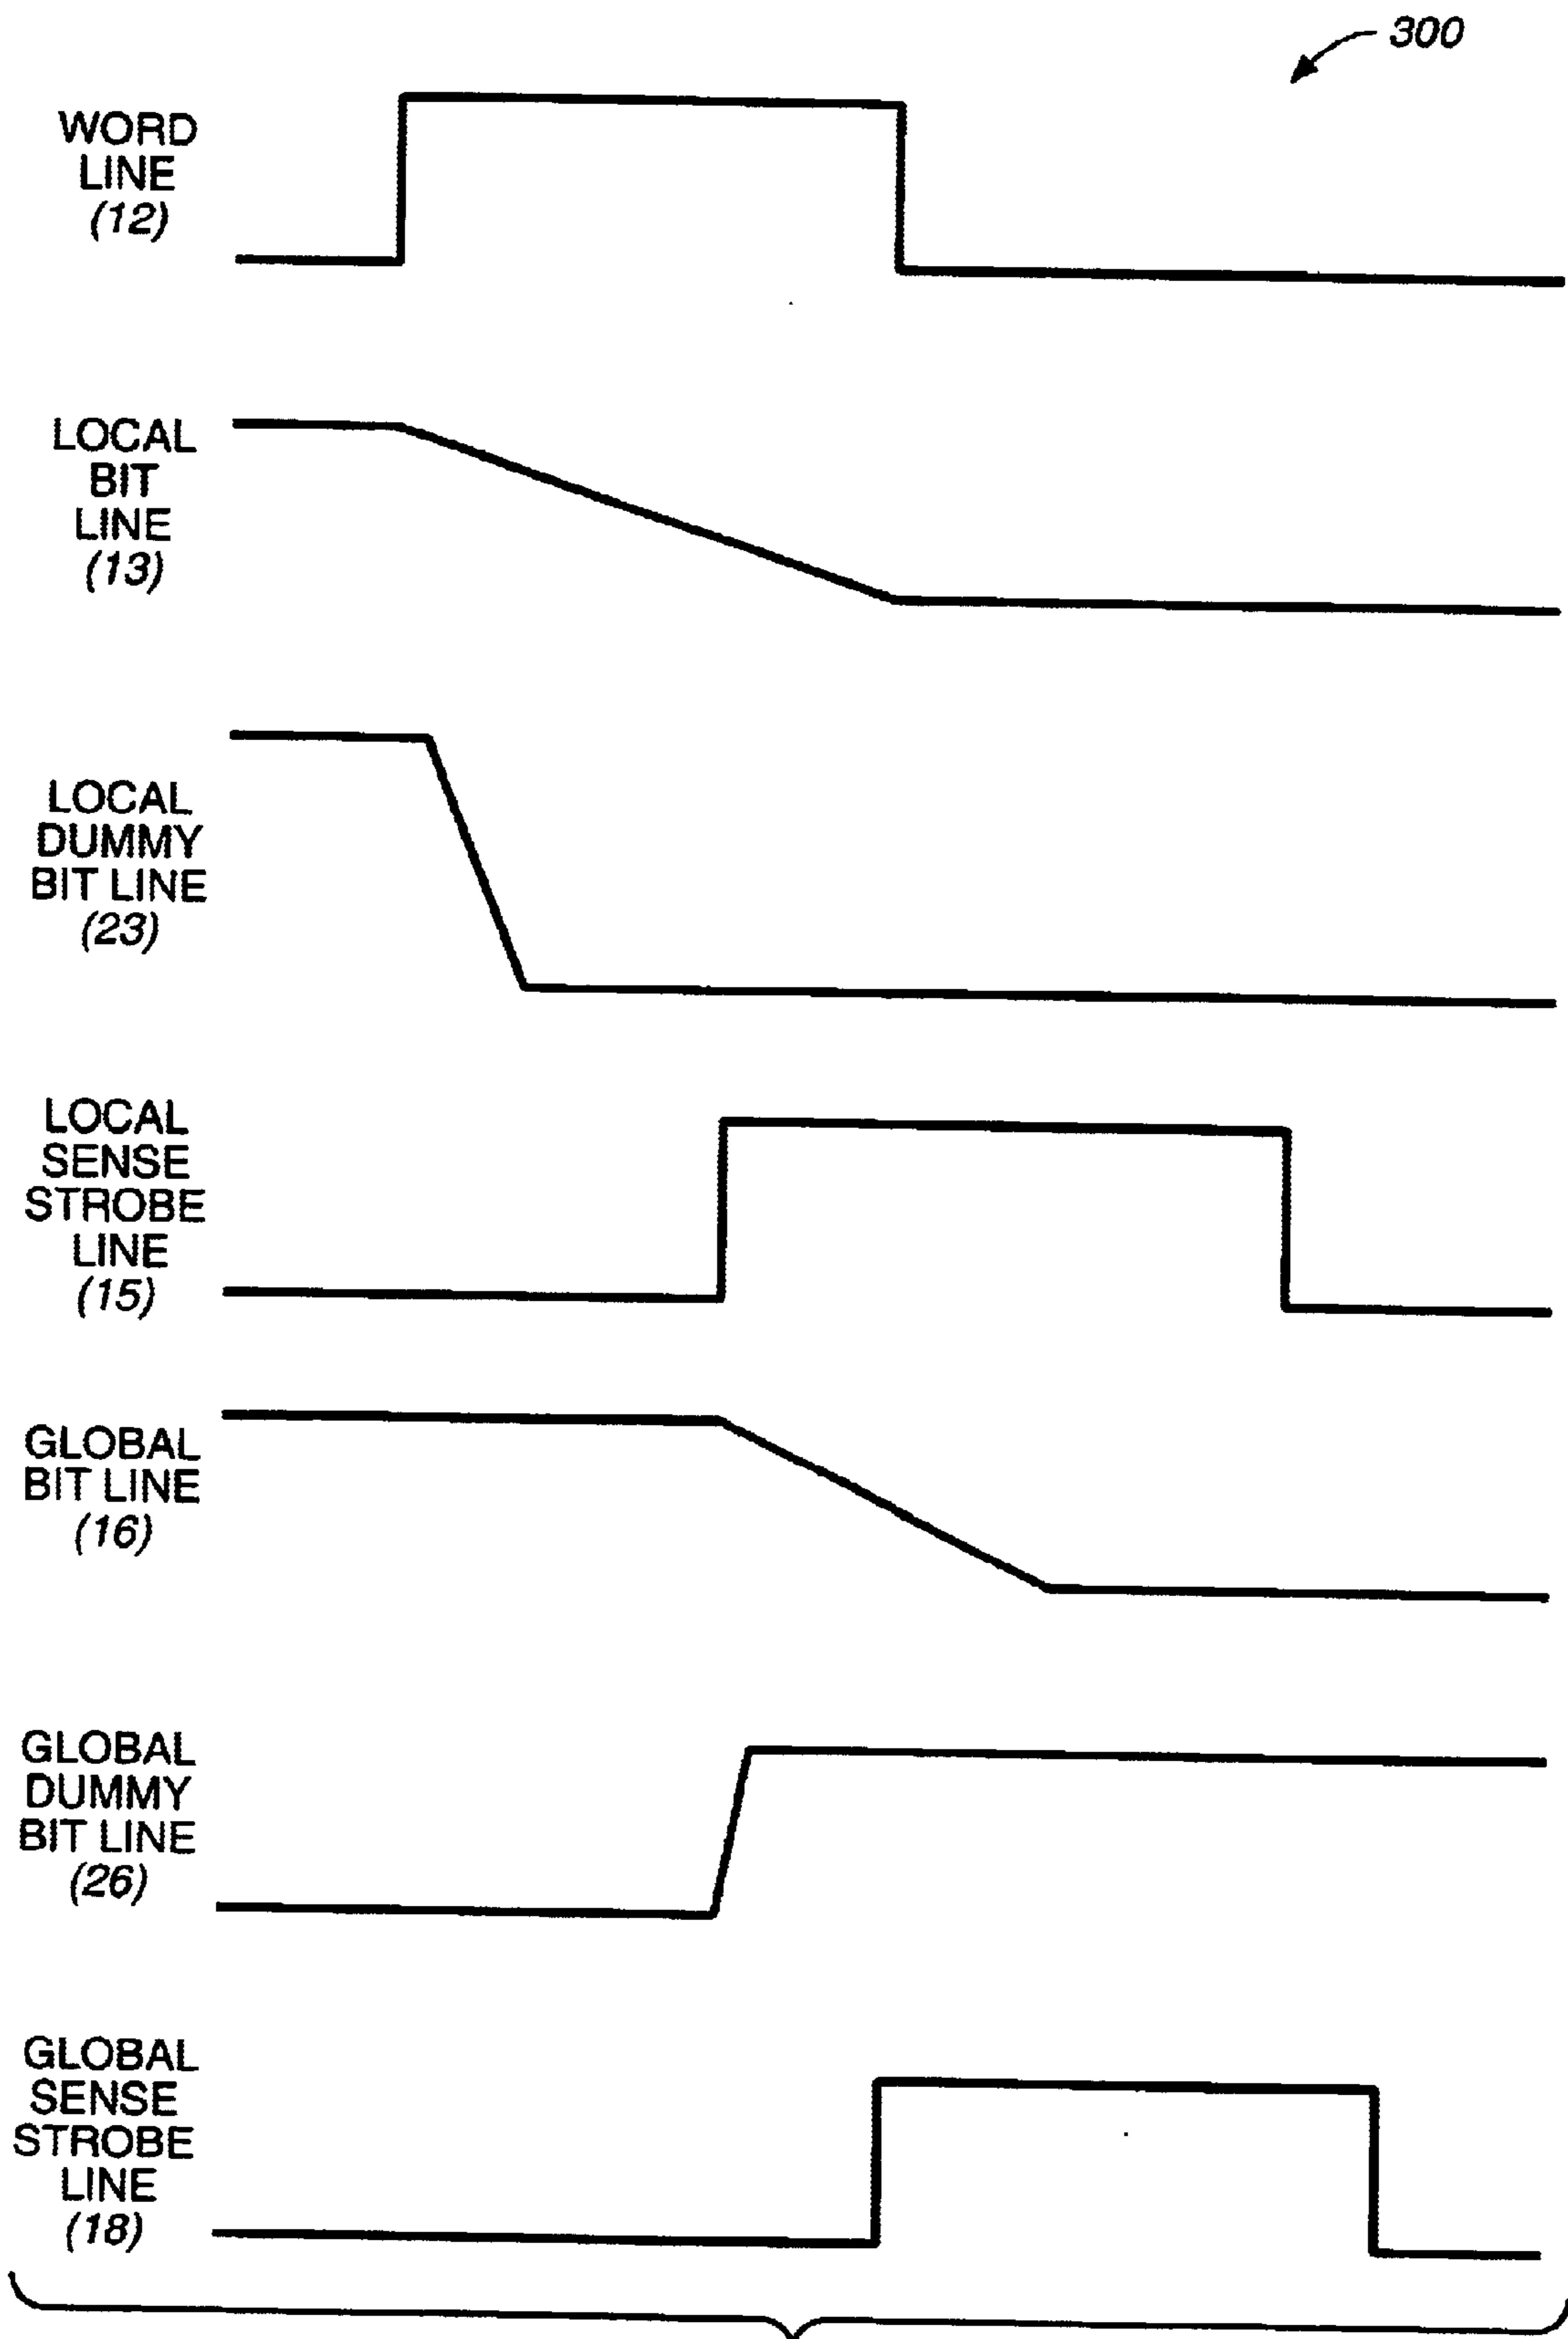 300
WORD
LINE
(12)
LOCAL
BIT
LINE
(13)
LOCAL
DUMMY
BIT LINE
(23)
LOCAL
SENSE
STROBE
LINE
(15)
GLOBAL
BIT LINE
(16)
GLOBAL
DUMMY
BIT LINE
(26)
GLOBAL
SENSE
STROBE
LINE
(18)